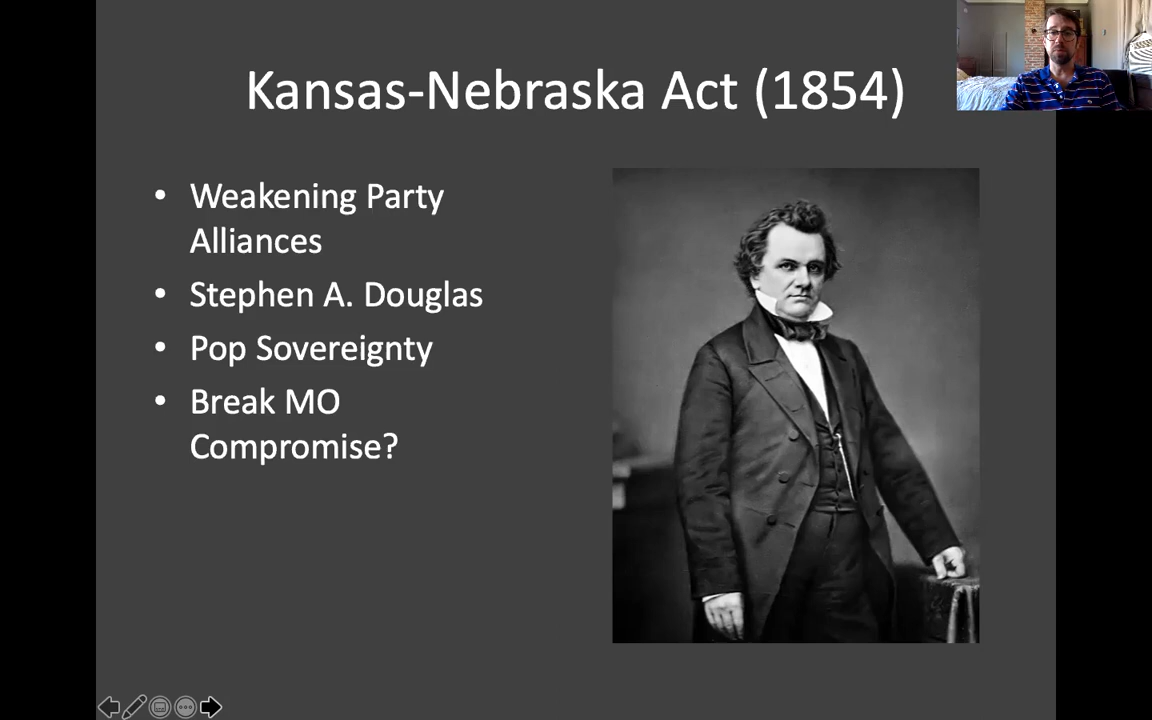 Kansas-Nebraska Act (1854)
• Weakening Party
Alliances
• Stephen A. Douglas
• Pop Sovereignty
• Break MO
Compromise?